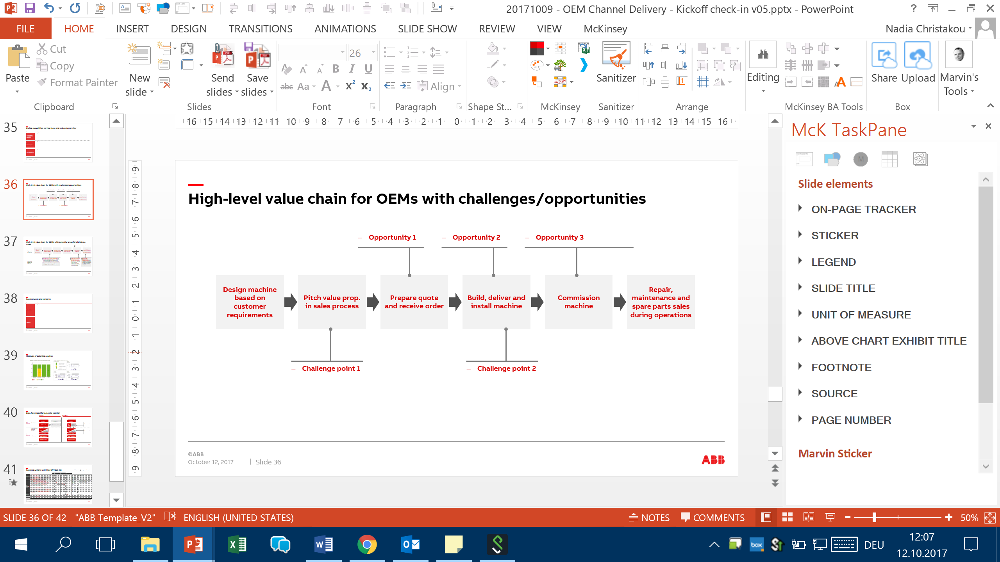 20171009 - OEM Channel Delivery - Kickoff check-in v05.pptx - PowerPoint
FILE HOME INSERT DESIGN TRANSITIONS ANIMATIONS SLIDE SHOW REVIEW VIEW McKinsey
Nadia Christakou
Paste
Cut
Copy
Format Painter
Clipboard
New slide
Send slides
Save slides
Slides
26
Font
Align
Paragraph
Shape St...
McKinsey
Sanitizer
Sanitizer
Arrange
Editing
McKinsey BA Tools
Share
Upload
Box
Marvin's Tools
35
Digital capabilities, service focus and end customer view
36
High-level value chain for OEMs with challenges/opportunities
37
High-level value chain for OEMs, with potential areas for digital use-cases
38
Requirements and concerns
39
Mockups of potential solution
40
Data flow model for potential solution
41
Required actions until Kick-Off (Oct. 20)
16 15 14 13 12 11 10 9 8 7 6 5 4 3 2 1 0 1 2 3 4 5 6 7 8 9 10 11 12 13 14 15 16
9 8 7 6 5 4 3 2 1 0 1 2 3 4 5 6 7 8 9
High-level value chain for OEMs with challenges/opportunities
– Opportunity 1
– Opportunity 2
– Opportunity 3
Design machine
based on
customer
requirements
Pitch value prop.
in sales process
Prepare quote
and receive order
Build, deliver and
install machine
Commission
machine
Repair,
maintenance and
spare parts sales
during operations
– Challenge point 1
– Challenge point 2
©ABB
October 12, 2017
Slide 36
ABB
McK TaskPane
Slide elements
ON-PAGE TRACKER
STICKER
LEGEND
SLIDE TITLE
UNIT OF MEASURE
ABOVE CHART EXHIBIT TITLE
FOOTNOTE
SOURCE
PAGE NUMBER
Marvin Sticker
SLIDE 36 OF 42 "ABB Template_V2" ENGLISH (UNITED STATES)
NOTES COMMENTS 50%
box
DEU
12:07
12.10.2017